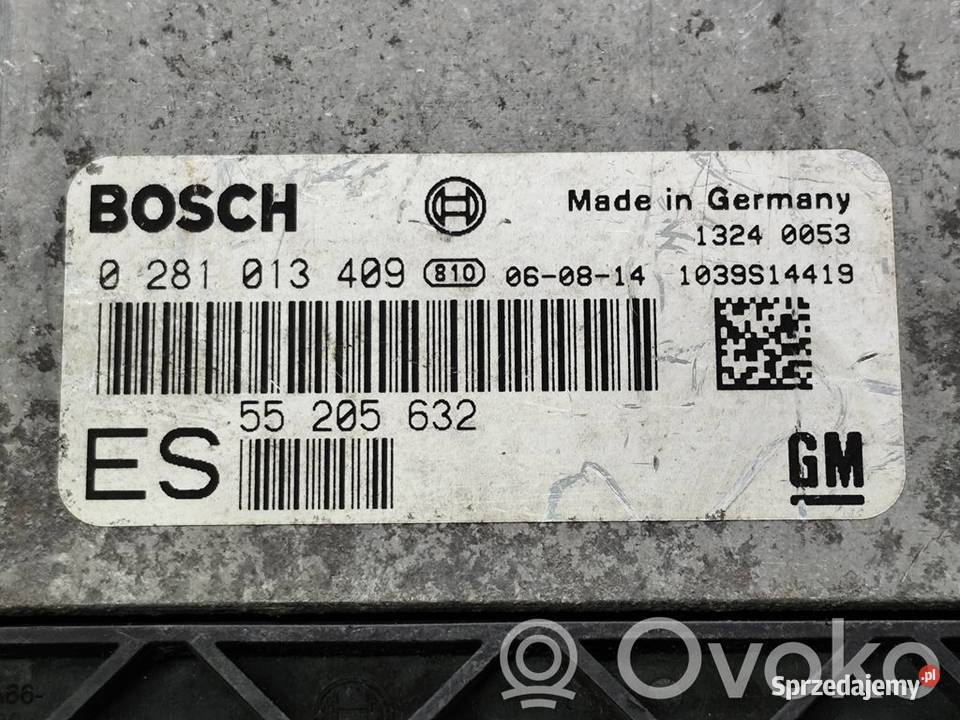 BOSCH
Made in Germany
1324 0053
0 281 013 409 810 06-08-14 1039S14419
55 205 632
ES
GM
Ovoko
Sprzedajemy.pl